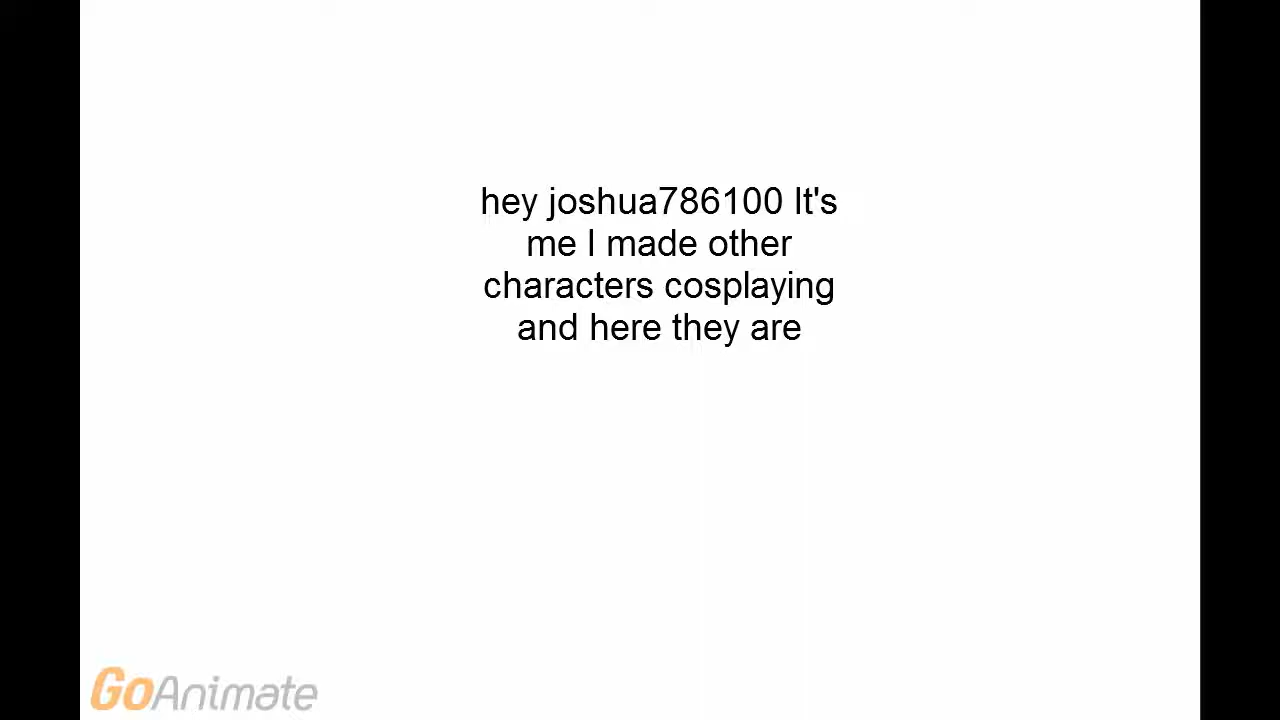 hey joshua786100 It's
me I made other
characters cosplaying
and here they are
GoAnimate